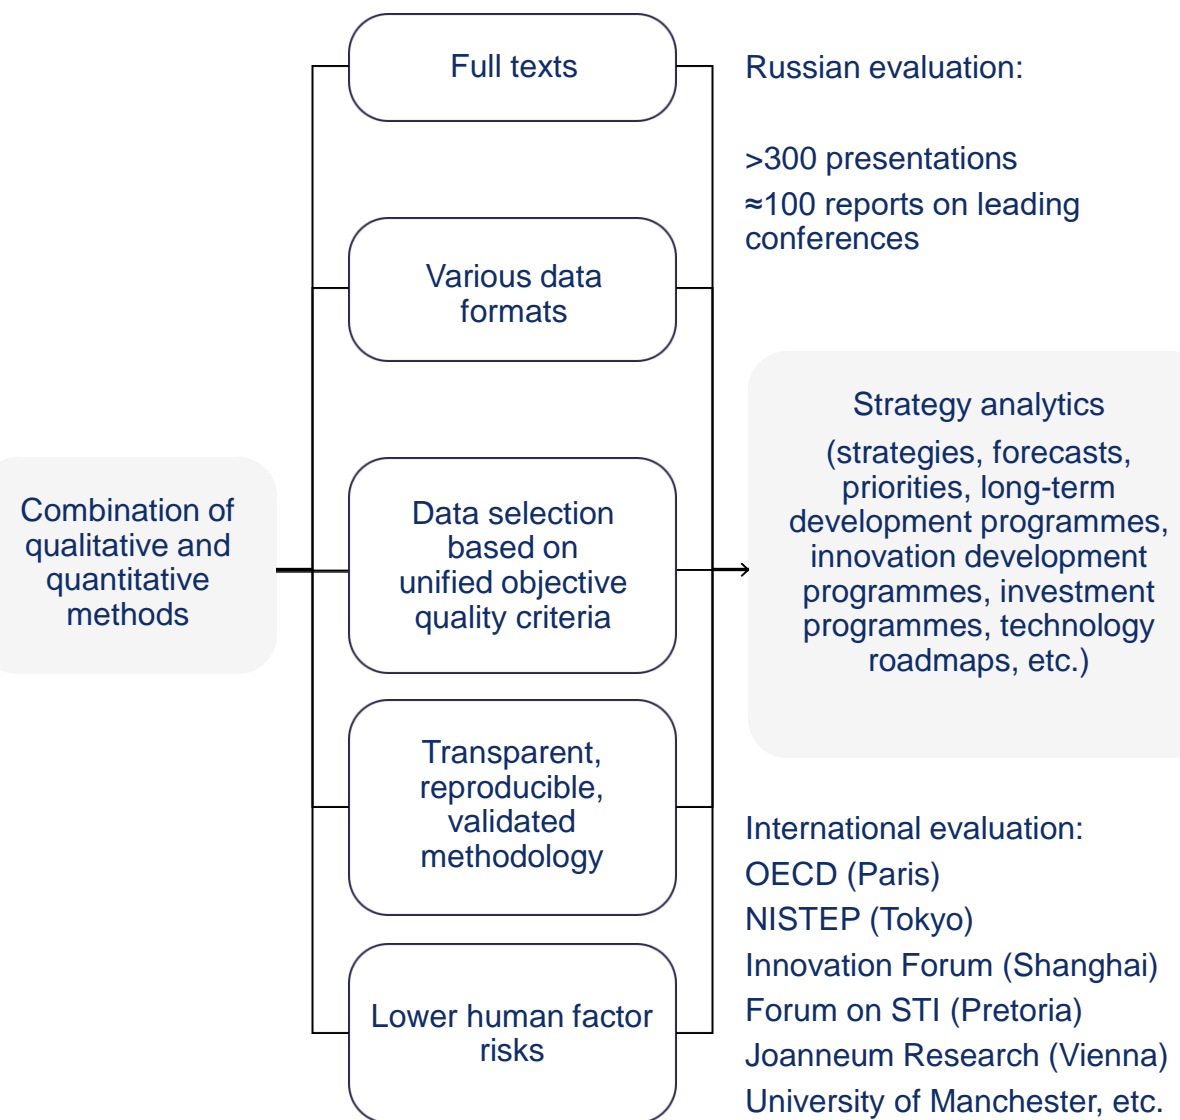 Full texts
Various data
formats
Combination of
qualitative and
quantitative
methods
Data selection
based on
unified objective
quality criteria
Transparent,
reproducible,
validated
methodology
Lower human factor
risks
Russian evaluation:
>300 presentations
≈100 reports on leading
conferences
Strategy analytics
(strategies, forecasts,
priorities, long-term
development programmes,
innovation development
programmes, investment
programmes, technology
roadmaps, etc.)
International evaluation:
OECD (Paris)
NISTEP (Tokyo)
Innovation Forum (Shanghai)
Forum on STI (Pretoria)
Joanneum Research (Vienna)
University of Manchester, etc.